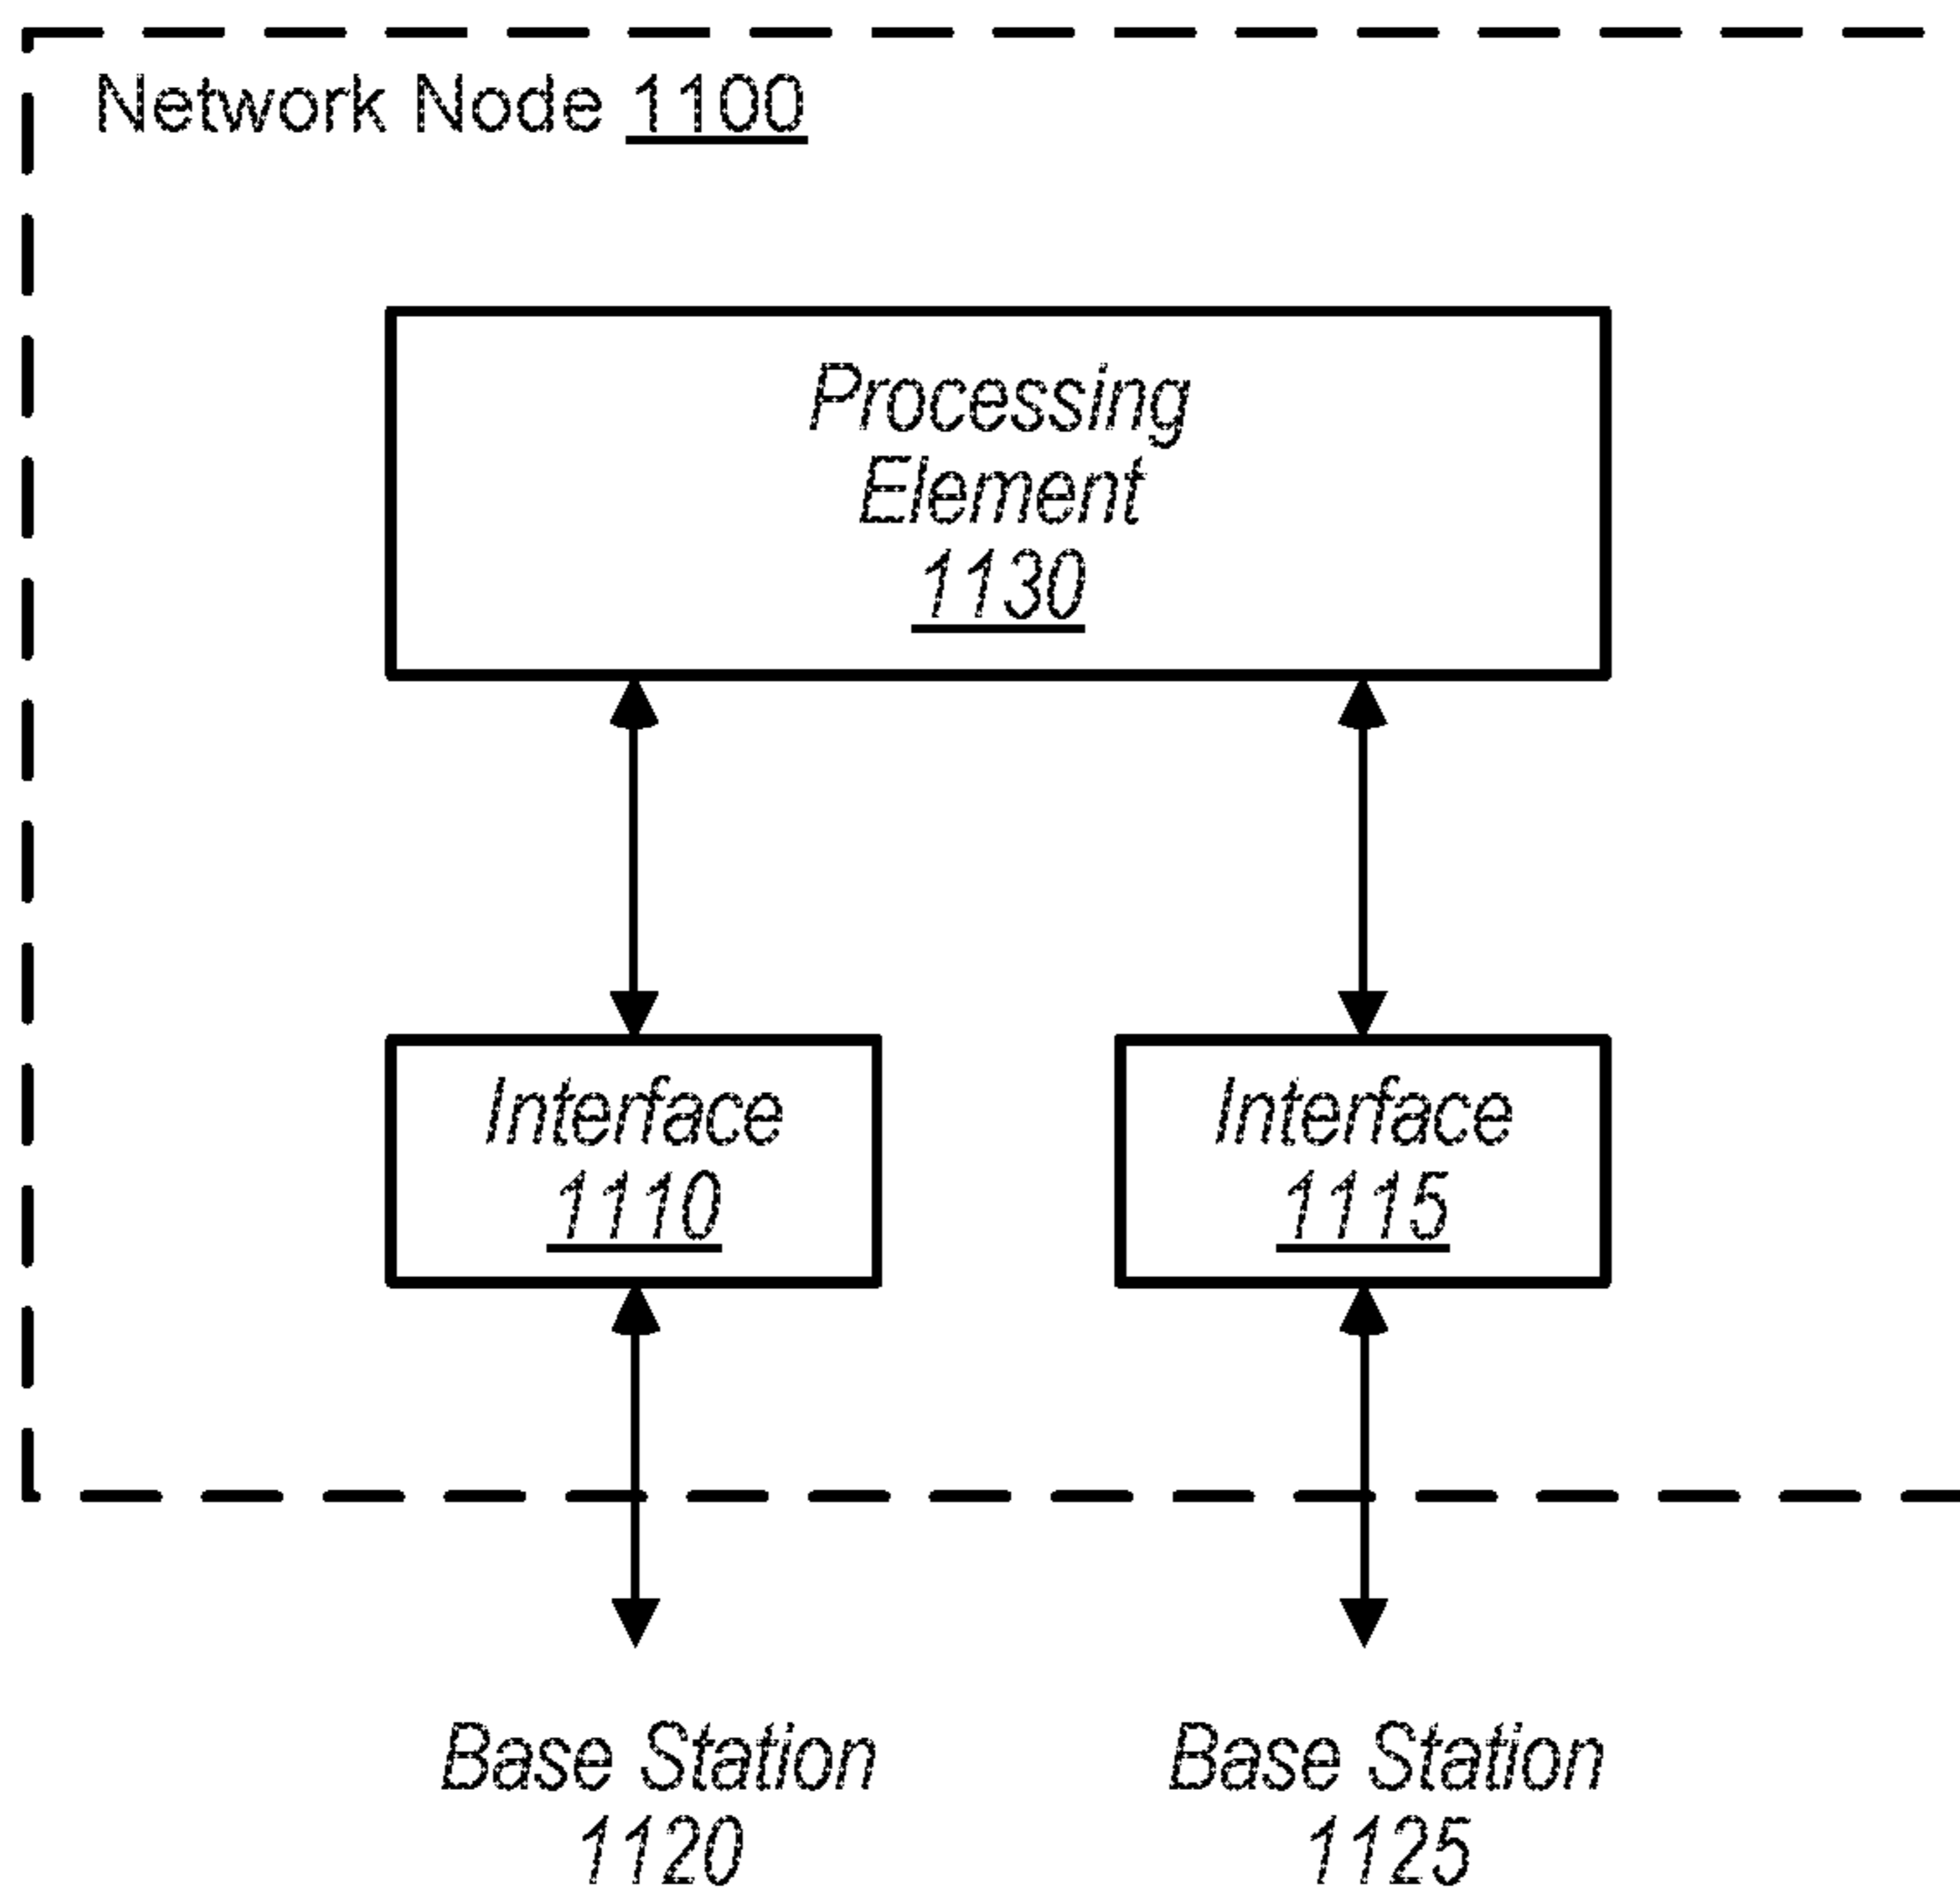 Network Node 1100
Processing
Element
1130
Interface
1110
Interface
1115
Base Station
1120
Base Station
1125